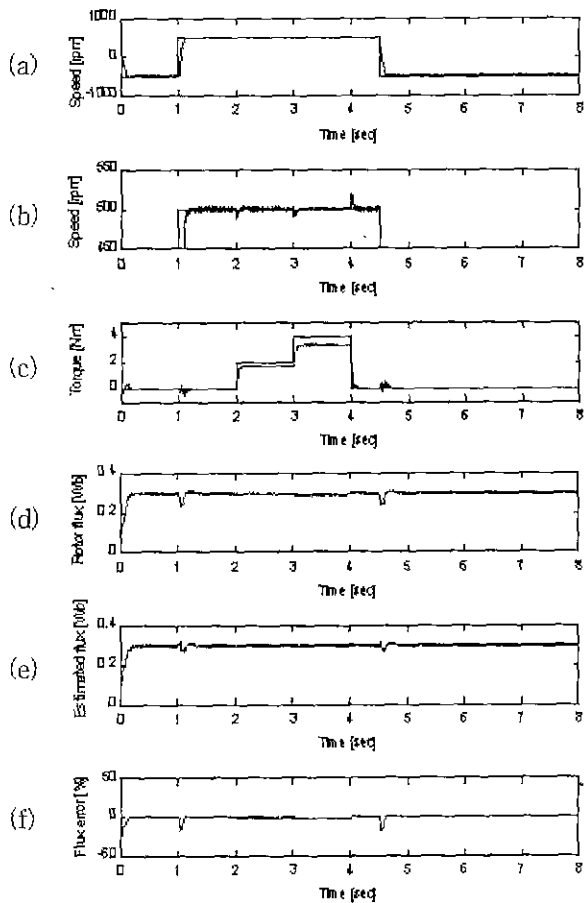 (a)
Speed [rpm]
1000
0
-1000
0 1 2 3 4 5 6 7 8
Time [sec]
(b)
Speed [rpm]
550
500
450
0 1 2 3 4 5 6 7 8
Time [sec]
(c)
Torque [Nm]
4
2
0
0 1 2 3 4 5 6 7 8
Time [sec]
(d)
Rotor flux [Wb]
0.4
0.2
0
0 1 2 3 4 5 6 7 8
Time [sec]
(e)
Estimated flux [Wb]
0.4
0.2
0
0 1 2 3 4 5 6 7 8
Time [sec]
(f)
Flux error [%]
50
0
-50
0 1 2 3 4 5 6 7 8
Time [sec]